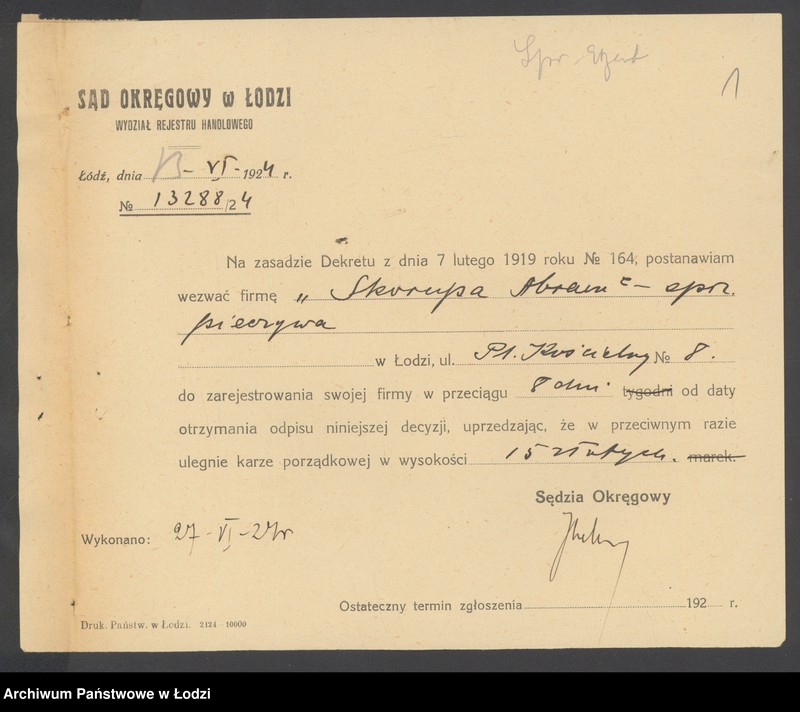 1
SĄD OKRĘGOWY w ŁODZI
WYDZIAŁ REJESTRU HANDLOWEGO
Łódź, dnia - VI - 1924 r.
№ 13288/24
Na zasadzie Dekretu z dnia 7 lutego 1919 roku № 164, postanawiam
wezwać firmę „Skorupa Abram" – sprz.
pieczywa
w Łodzi, ul. Pl. Kościelny № 8.
do zarejestrowania swojej firmy w przeciągu 8 dni tygodni od daty
otrzymania odpisu niniejszej decyzji, uprzedzając, że w przeciwnym razie
ulegnie karze porządkowej w wysokości 15 złotych. marek.
Sędzia Okręgowy
Wykonano: 27 - VI - 24 r
Ostateczny termin zgłoszenia 192 r.
Druk. Państw. w Łodzi. 2124 10000
Archiwum Państwowe w Łodzi